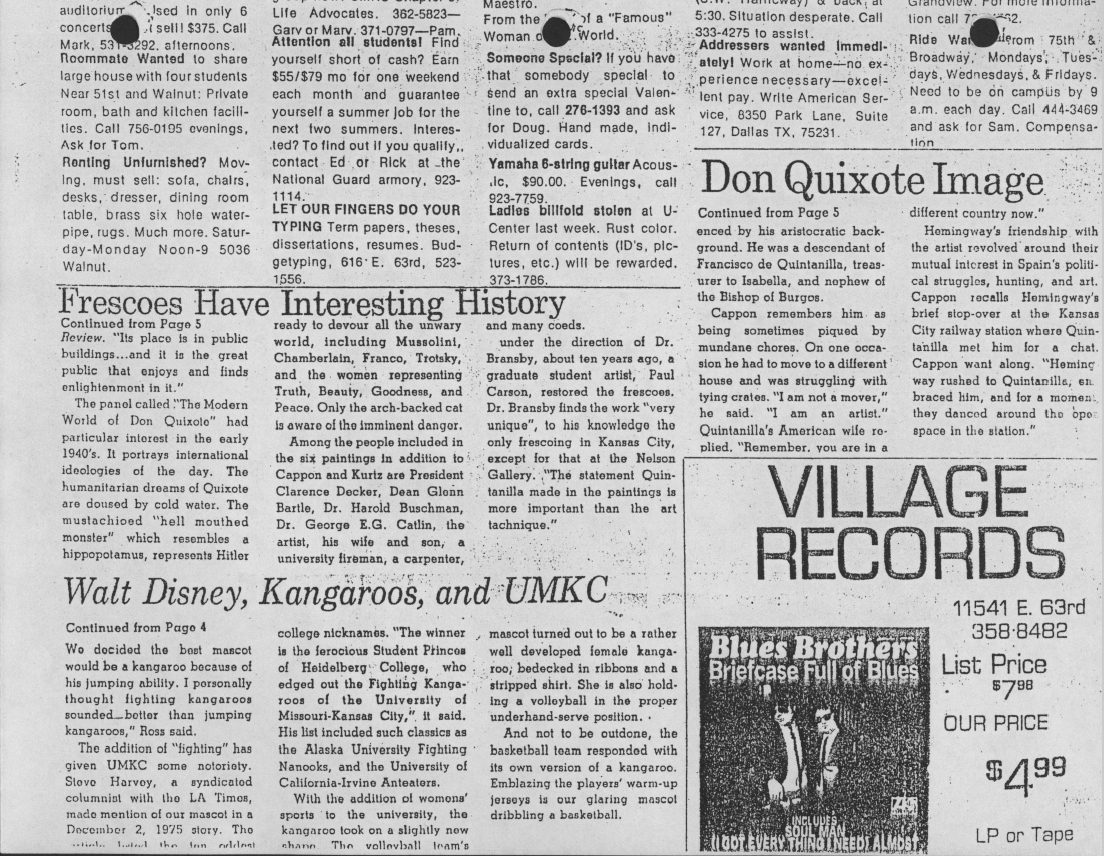 auditorium. Used in only 6
concerts sell! $375. Call
Mark, 531-3292, afternoons.
Roommate Wanted to share
large house with four students
Near 51st and Walnut: Private
room, bath and kitchen facili-
ties. Call 756-0195 evenings,
Ask for Tom.
Renting Unfurnished? Mov-
ing, must sell: sofa, chairs,
desks, dresser, dining room
table, brass six hole water-
pipe, rugs. Much more. Satur-
day-Monday Noon-9 5036
Walnut.
Life Advocates. 362-5823—
Gary or Mary. 371-0797—Pam.
Attention all students! Find
yourself short of cash? Earn
$55/$79 mo for one weekend
each month and guarantee
yourself a summer job for the
next two summers. Interes-
ted? To find out if you qualify,
contact Ed or Rick at the
National Guard armory, 923-
1114.
LET OUR FINGERS DO YOUR
TYPING Term papers, theses,
dissertations, resumes. Bud-
getyping, 616 E. 63rd, 523-
1556.
Maestro.
From the of a "Famous"
Woman World.
Someone Special? If you have
that somebody special to
send an extra special Valen-
tine to, call 276-1393 and ask
for Doug. Hand made, indi-
vidualized cards.
Yamaha 6-string guitar Acous-
ic, $90.00. Evenings, call
923-7759.
Ladies billfold stolen at U-
Center last week. Rust color.
Return of contents (ID's, pic-
tures, etc.) will be rewarded.
373-1786.
5:30. Situation desperate. Call
333-4275 to assist.
Addressers wanted Immedi-
ately! Work at home—no ex-
perience necessary—excel-
lent pay. Write American Ser-
vice, 8350 Park Lane, Suite
127, Dallas TX, 75231.
Grandview. For more informa-
tion call
Ride from 75th &
Broadway, Mondays, Tues-
days, Wednesdays, & Fridays.
Need to be on campus by 9
a.m. each day. Call 444-3469
and ask for Sam. Compensa-
tion
Don Quixote Image
Continued from Page 5
enced by his aristocratic back-
ground. He was a descendant of
Francisco de Quintanilla, treas-
urer to Isabella, and nephew of
the Bishop of Burgos.
Cappon remembers him as
being sometimes piqued by
mundane chores. On one occa-
sion he had to move to a different
house and was struggling with
tying crates. "I am not a mover,"
he said. "I am an artist."
Quintanilla's American wife re-
plied, "Remember, you are in a
different country now."
Hemingway's friendship with
the artist revolved around their
mutual interest in Spain's politi-
cal struggles, hunting, and art.
Cappon recalls Hemingway's
brief stop-over at the Kansas
City railway station where Quin-
tanilla met him for a chat.
Cappon want along. "Heming
way rushed to Quintanilla, em
braced him, and for a moment
they danced around the open
space in the station."
Frescoes Have Interesting History
Continued from Page 5
Review. "Its place is in public
buildings...and it is the great
public that enjoys and finds
enlightenment in it."
The panel called "The Modern
World of Don Quixote" had
particular interest in the early
1940's. It portrays international
ideologies of the day. The
humanitarian dreams of Quixote
are doused by cold water. The
mustachioed "hell mouthed
monster" which resembles a
hippopotamus, represents Hitler
ready to devour all the unwary
world, including Mussolini,
Chamberlain, Franco, Trotsky,
and the women representing
Truth, Beauty, Goodness, and
Peace. Only the arch-backed cat
is aware of the imminent danger.
Among the people included in
the six paintings in addition to
Cappon and Kurtz are President
Clarence Decker, Dean Glenn
Bartle, Dr. Harold Buschman,
Dr. George E.G. Catlin, the
artist, his wife and son, a
university fireman, a carpenter,
and many coeds.
under the direction of Dr.
Bransby, about ten years ago, a
graduate student artist, Paul
Carson, restored the frescoes.
Dr. Bransby finds the work "very
unique", to his knowledge the
only frescoing in Kansas City,
except for that at the Nelson
Gallery. "The statement Quin-
tanilla made in the paintings is
more important than the art
tachnique."
Walt Disney, Kangaroos, and UMKC
Continued from Page 4
We decided the best mascot
would be a kangaroo because of
his jumping ability. I personally
thought fighting kangaroos
sounded better than jumping
kangaroos," Ross said.
The addition of "fighting" has
given UMKC some notoriety.
Steve Harvey, a syndicated
columnist with the LA Times,
made mention of our mascot in a
December 2, 1975 story. The
article listed the ten oddest
college nicknames. "The winner
is the ferocious Student Princes
of Heidelberg College, who
edged out the Fighting Kanga-
roos of the University of
Missouri-Kansas City," it said.
His list included such classics as
the Alaska University Fighting
Nanooks, and the University of
California-Irvine Anteaters.
With the addition of womens'
sports to the university, the
kangaroo took on a slightly new
shape. The volleyball team's
mascot turned out to be a rather
well developed female kanga-
roo, bedecked in ribbons and a
stripped shirt. She is also hold-
ing a volleyball in the proper
underhand-serve position.
And not to be outdone, the
basketball team responded with
its own version of a kangaroo.
Emblazing the players' warm-up
jerseys is our glaring mascot
dribbling a basketball.
VILLAGE
RECORDS
11541 E. 63rd
358-8482
Blues Brothers
Briefcase Full of Blues
INCLUDES
SOUL MAN
(I GOT EVERY THING I NEED) ALMOST
List Price
$7.98
OUR PRICE
$4.99
LP or Tape